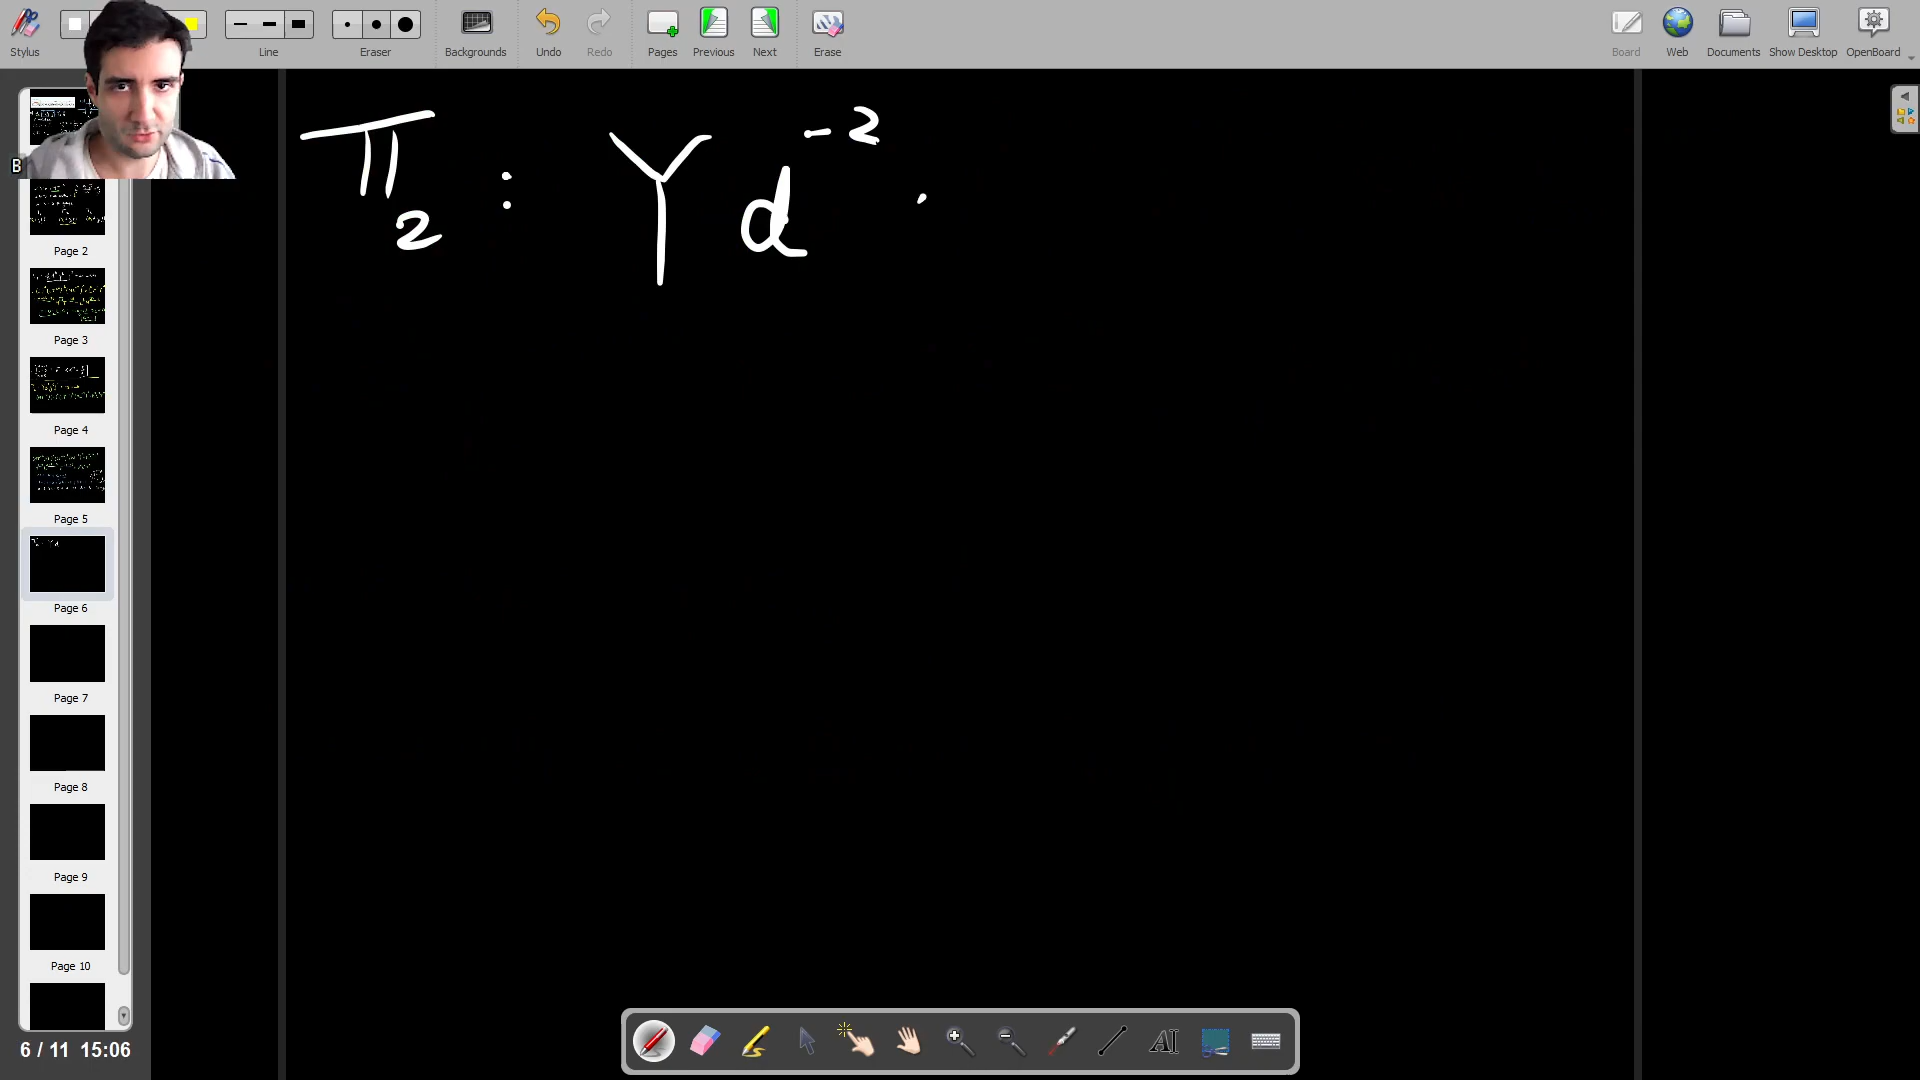 Stylus
Line
Eraser
Backgrounds
Undo
Redo
Pages
Previous
Next
Erase
Board
Web
Documents
Show Desktop
OpenBoard
B
π₂ : Y d⁻² .
Page 2
Page 3
Page 4
Page 5
Page 6
Page 7
Page 8
Page 9
Page 10
6 / 11 15:06
AI